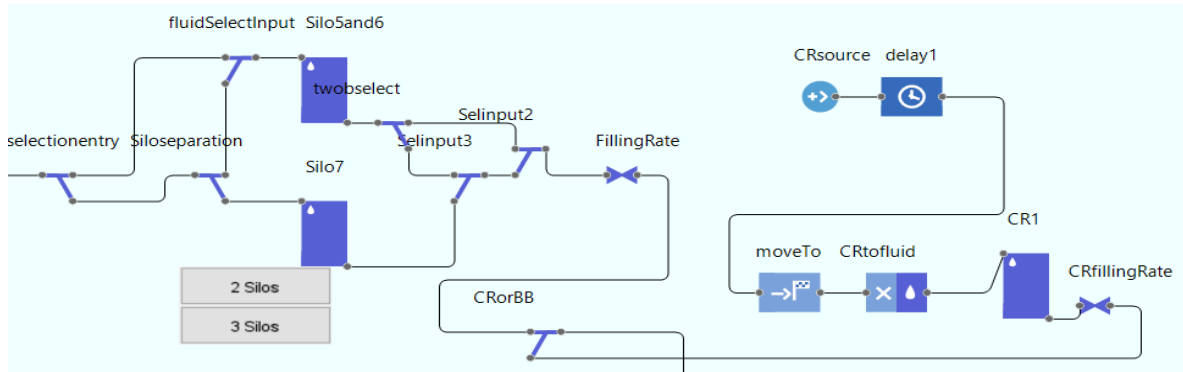 fluidSelectInput Silo5and6
CRsource delay1
twobselect
Selinput2
selectionentry Siloseparation
Selinput3
FillingRate
Silo7
CR1
moveTo CRtofluid
CRfillingRate
2 Silos
CRorBB
3 Silos